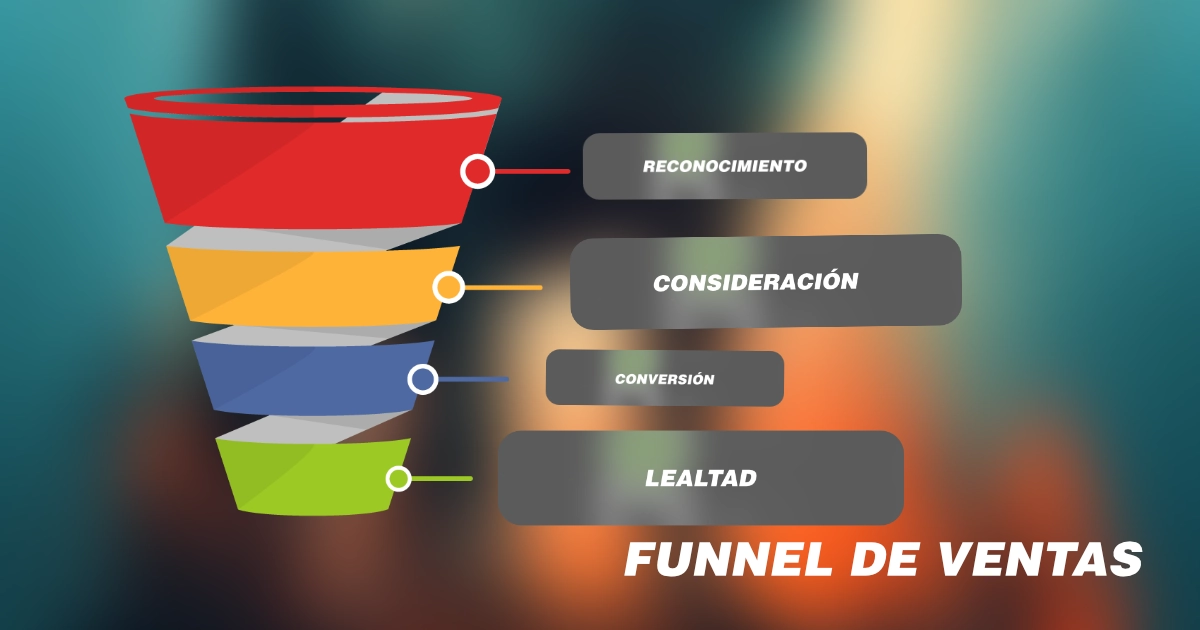 RECONOCIMIENTO
CONSIDERACIÓN
CONVERSIÓN
LEALTAD
FUNNEL DE VENTAS